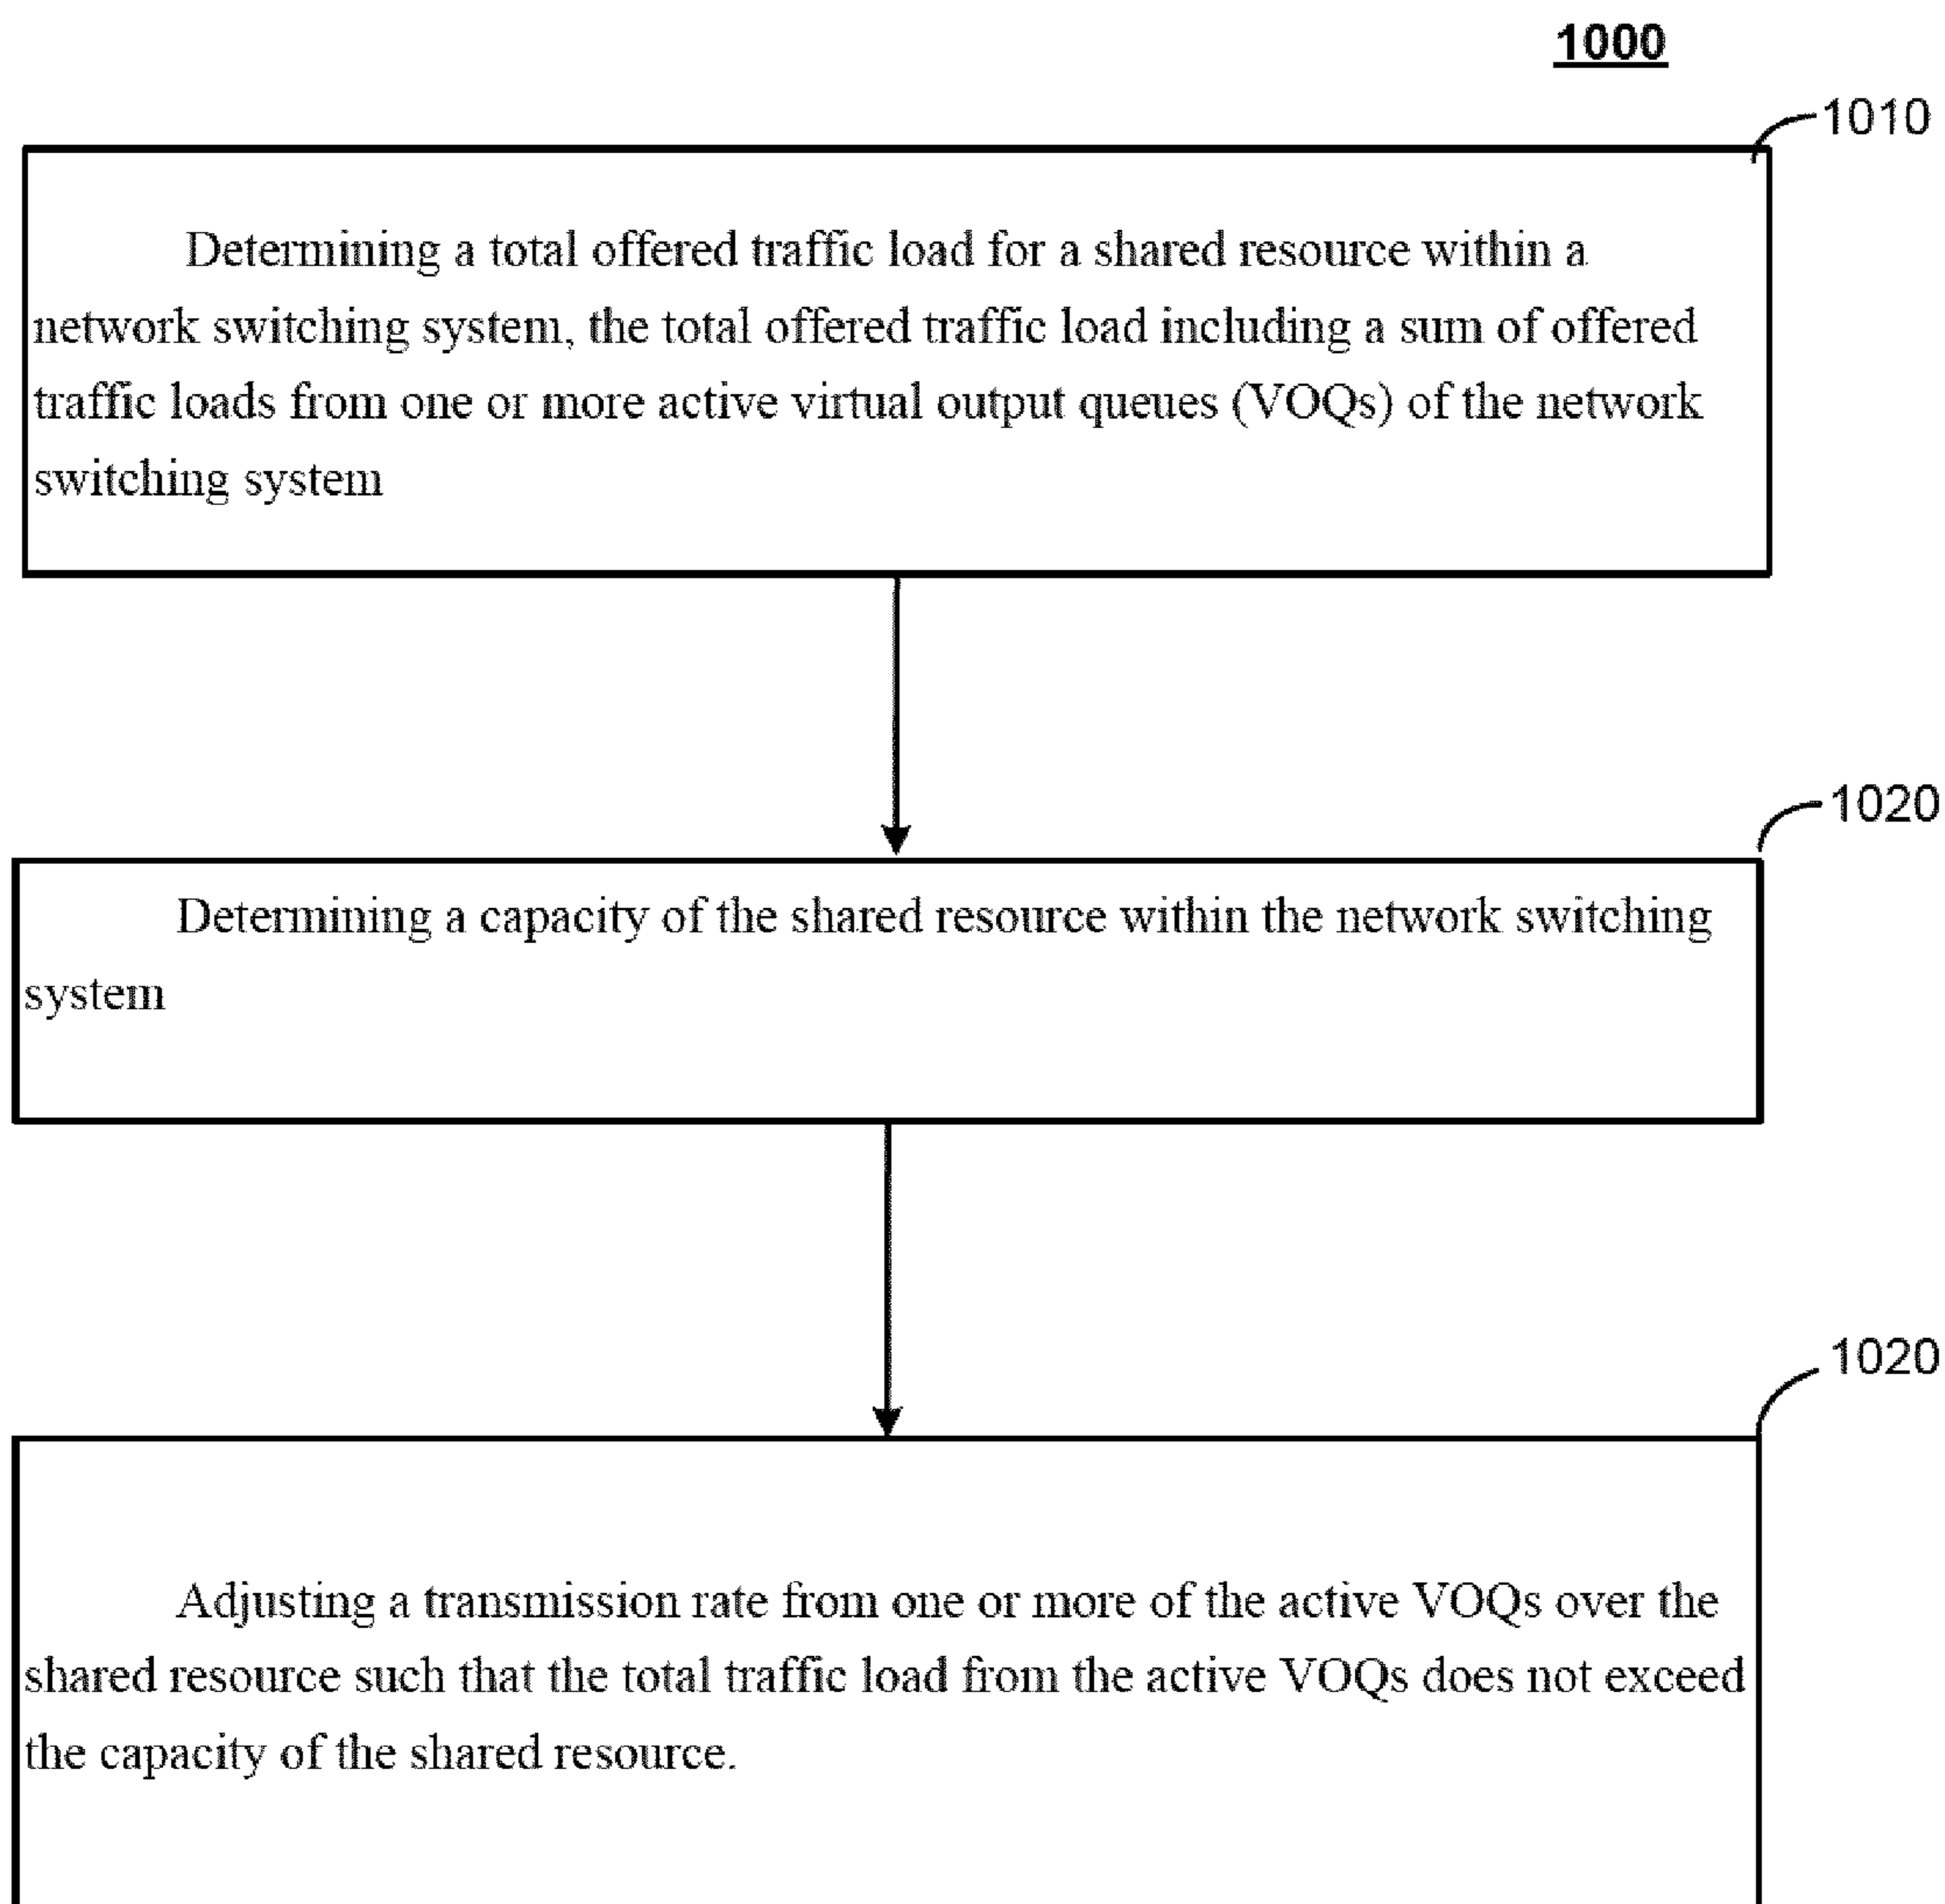 1000
1010
Determining a total offered traffic load for a shared resource within a
network switching system, the total offered traffic load including a sum of offered
traffic loads from one or more active virtual output queues (VOQs) of the network
switching system
1020
Determining a capacity of the shared resource within the network switching
system
1020
Adjusting a transmission rate from one or more of the active VOQs over the
shared resource such that the total traffic load from the active VOQs does not exceed
the capacity of the shared resource.